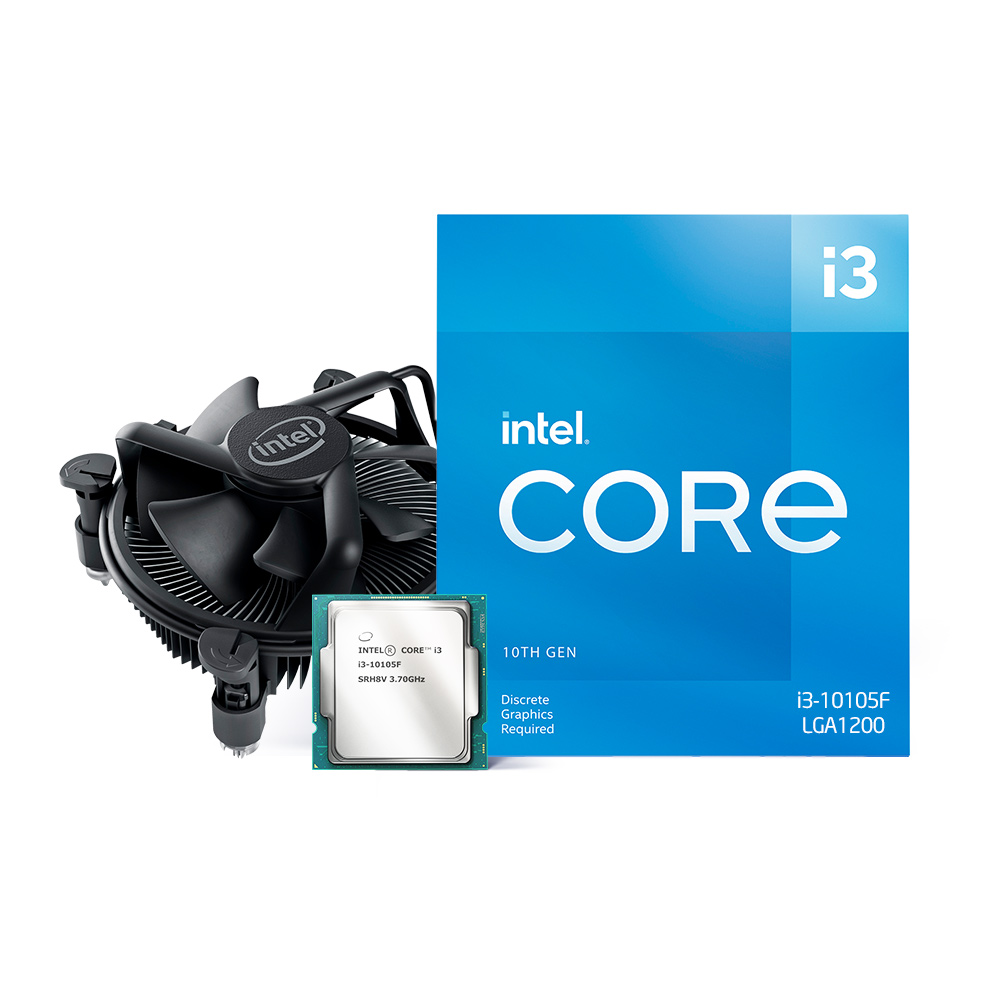 i3
intel.
CORE
10TH GEN
Discrete
Graphics
Required
i3-10105F
LGA1200
intel
INTEL® CORE™ i3
i3-10105F
SRH8V 3.70GHz